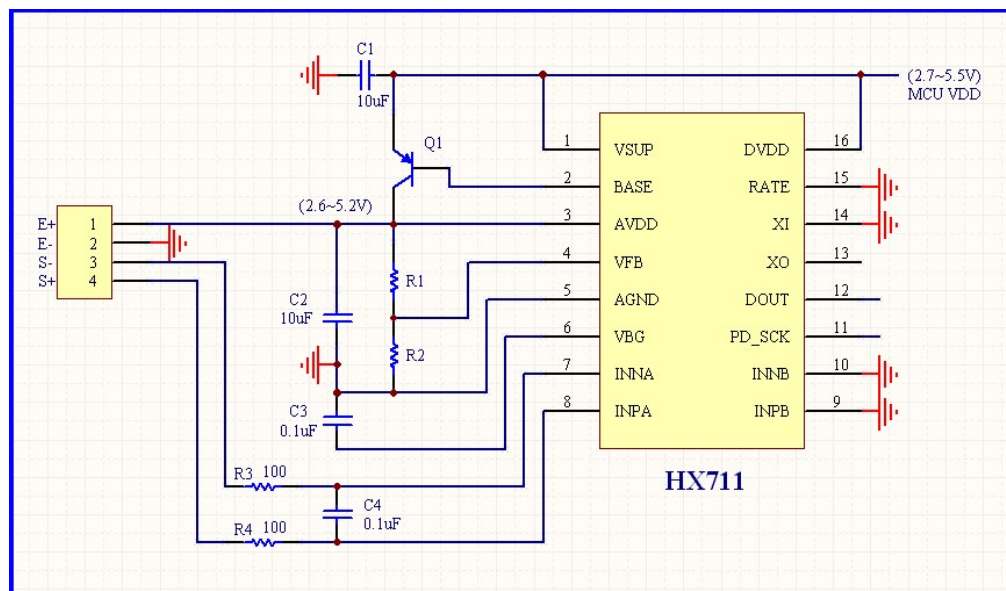 C1
10uF
(2.7~5.5V)
MCU VDD
Q1
1 VSUP DVDD 16
2 BASE RATE 15
(2.6~5.2V)
3 AVDD XI 14
4 VFB XO 13
5 AGND DOUT 12
6 VBG PD_SCK 11
7 INNA INNB 10
8 INPA INPB 9
HX711
E+ 1
E- 2
S- 3
S+ 4
R1
C2
10uF
R2
C3
0.1uF
R3 100
C4
0.1uF
R4 100